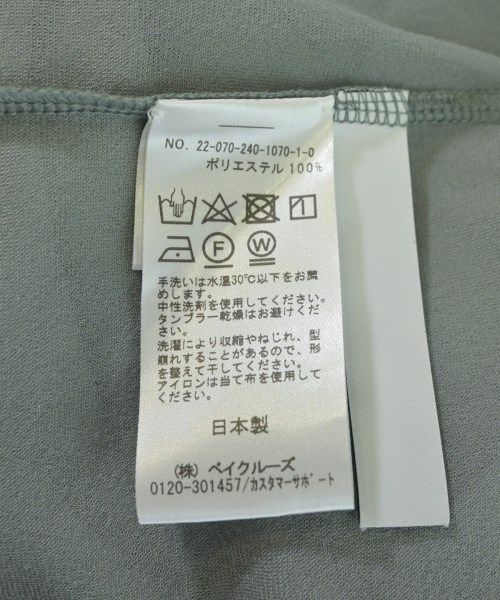 NO. 22-070-240-1070-1-0
ポリエステル 100%
F
W
手洗いは水温30℃以下をお薦
めします。
中性洗剤を使用してください。
タンブラー乾燥はお避けくださ
い。
洗濯により収縮やねじれ、型
崩れすることがあるので、形
を整えて干してください。
アイロンは当て布を使用して
ください。
日本製
(株) ベイクルーズ
0120-301457/カスタマーサポート